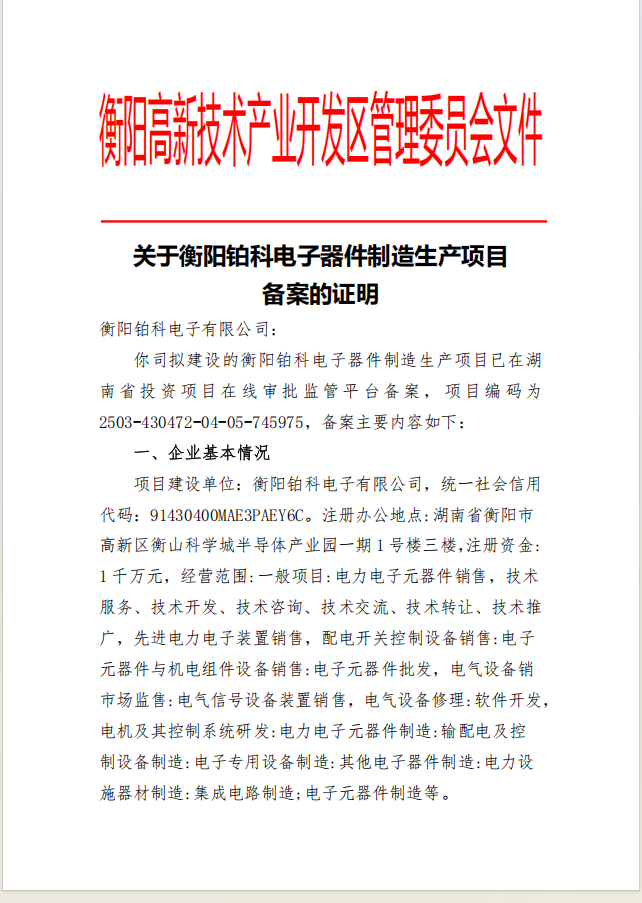 衡阳高新技术产业开发区管理委员会文件
关于衡阳铂科电子器件制造生产项目
备案的证明
衡阳铂科电子有限公司：
你司拟建设的衡阳铂科电子器件制造生产项目已在湖
南省投资项目在线审批监管平台备案，项目编码为
2503-430472-04-05-745975，备案主要内容如下：
一、企业基本情况
项目建设单位：衡阳铂科电子有限公司，统一社会信用
代码：91430400MAE3PAEY6C。注册办公地点:湖南省衡阳市
高新区衡山科学城半导体产业园一期 1 号楼三楼,注册资金:
1 千万元，经营范围:一般项目:电力电子元器件销售，技术
服务、技术开发、技术咨询、技术交流、技术转让、技术推
广，先进电力电子装置销售，配电开关控制设备销售:电子
元器件与机电组件设备销售:电子元器件批发，电气设备销
市场监售:电气信号设备装置销售，电气设备修理:软件开发，
电机及其控制系统研发:电力电子元器件制造:输配电及控
制设备制造:电子专用设备制造:其他电子器件制造:电力设
施器材制造:集成电路制造;电子元器件制造等。